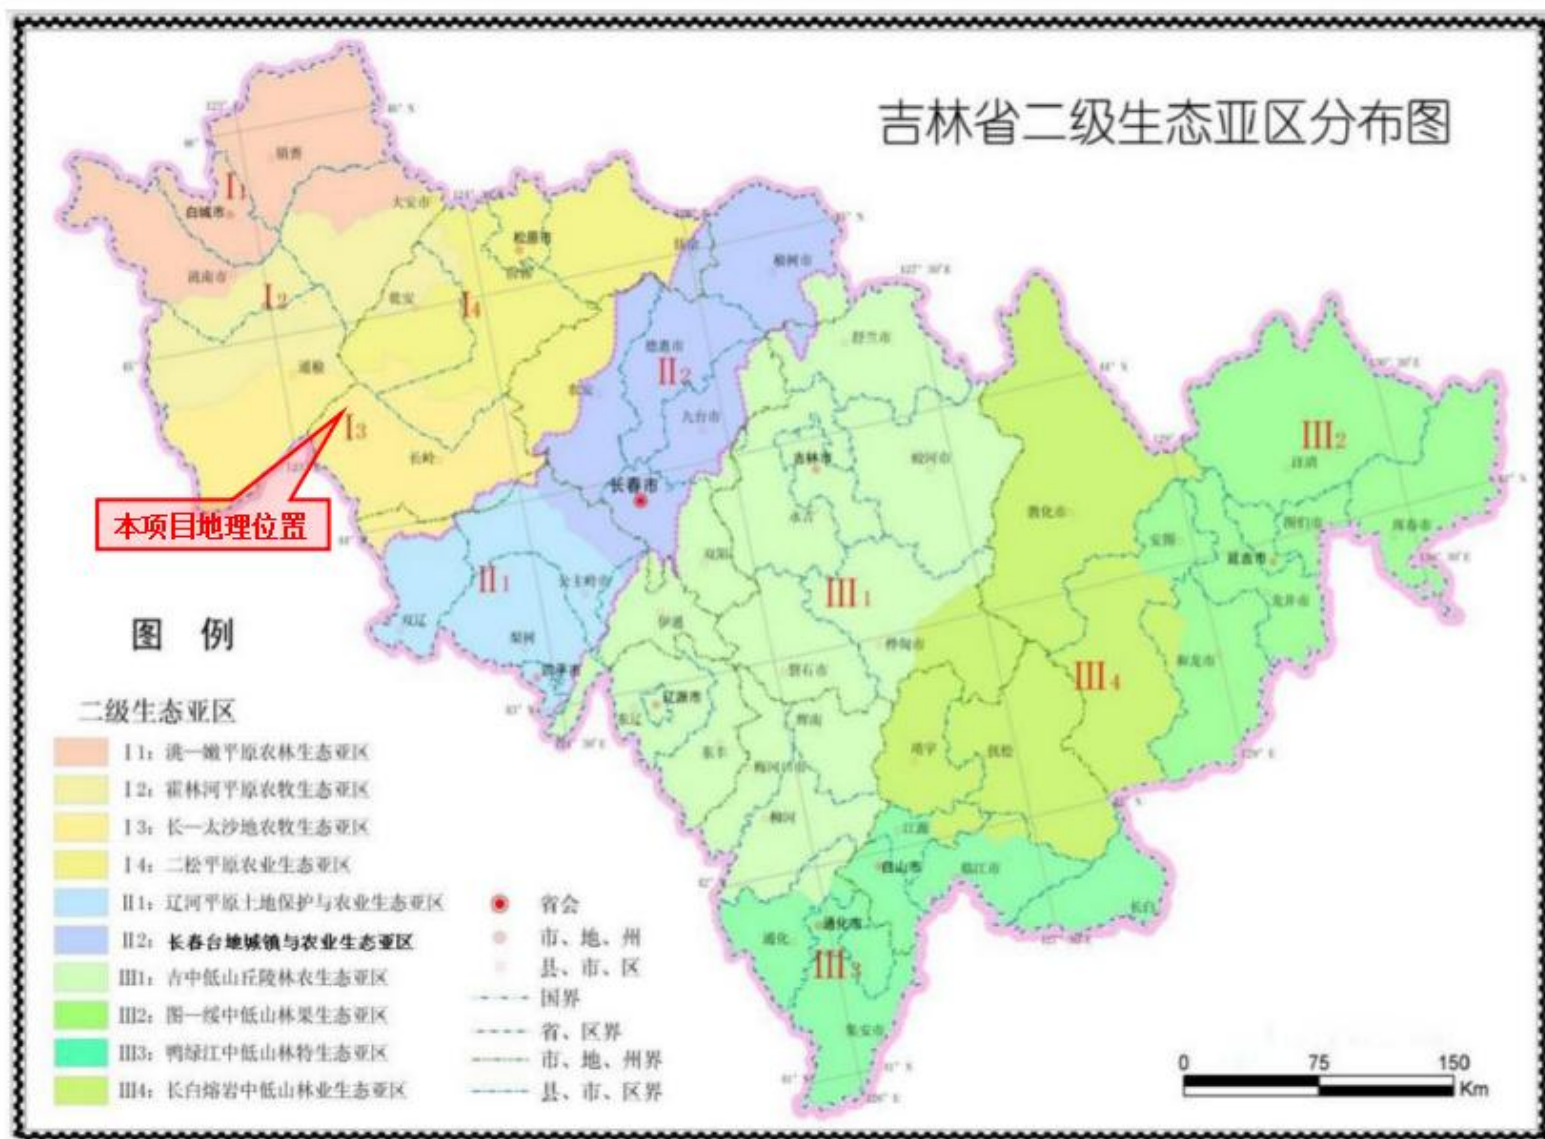 吉林省二级生态亚区分布图
镇赉
I1
白城市
大安市
洮南市
I2
乾安
I4
松原市
扶余
榆树市
通榆
I3
长岭
农安
德惠市
II2
九台市
长春市
舒兰市
吉林市
蛟河市
永吉
双阳
III1
敦化市
III2
汪清
安图
延吉市
图们市
珲春市
龙井市
和龙市
III4
本项目地理位置
II1
公主岭市
双辽
梨树
四平市
伊通
辽源市
东辽
东丰
磐石市
桦甸市
辉南
梅河口市
柳河
靖宇
抚松
江源
白山市
临江市
长白
通化市
通化
III3
集安市
图 例
二级生态亚区
I1：洮—嫩平原农林生态亚区
I2：霍林河平原农牧生态亚区
I3：长—太沙地农牧生态亚区
I4：二松平原农业生态亚区
II1：辽河平原土地保护与农业生态亚区
II2：长春台地城镇与农业生态亚区
III1：吉中低山丘陵林农生态亚区
III2：图—绥中低山林果生态亚区
III3：鸭绿江中低山林特生态亚区
III4：长白熔岩中低山林业生态亚区
省会
市、地、州
县、市、区
国界
省、区界
市、地、州界
县、市、区界
0 75 150
Km